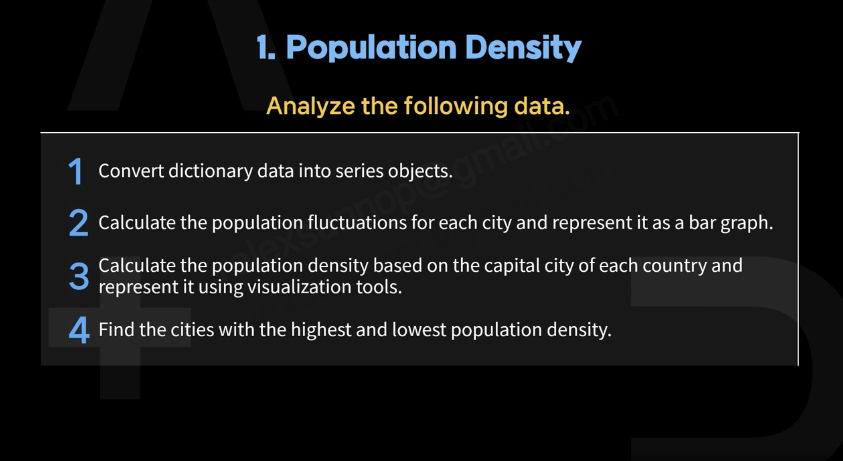 1. Population Density
Analyze the following data.
1 Convert dictionary data into series objects.
2 Calculate the population fluctuations for each city and represent it as a bar graph.
3 Calculate the population density based on the capital city of each country and
represent it using visualization tools.
4 Find the cities with the highest and lowest population density.